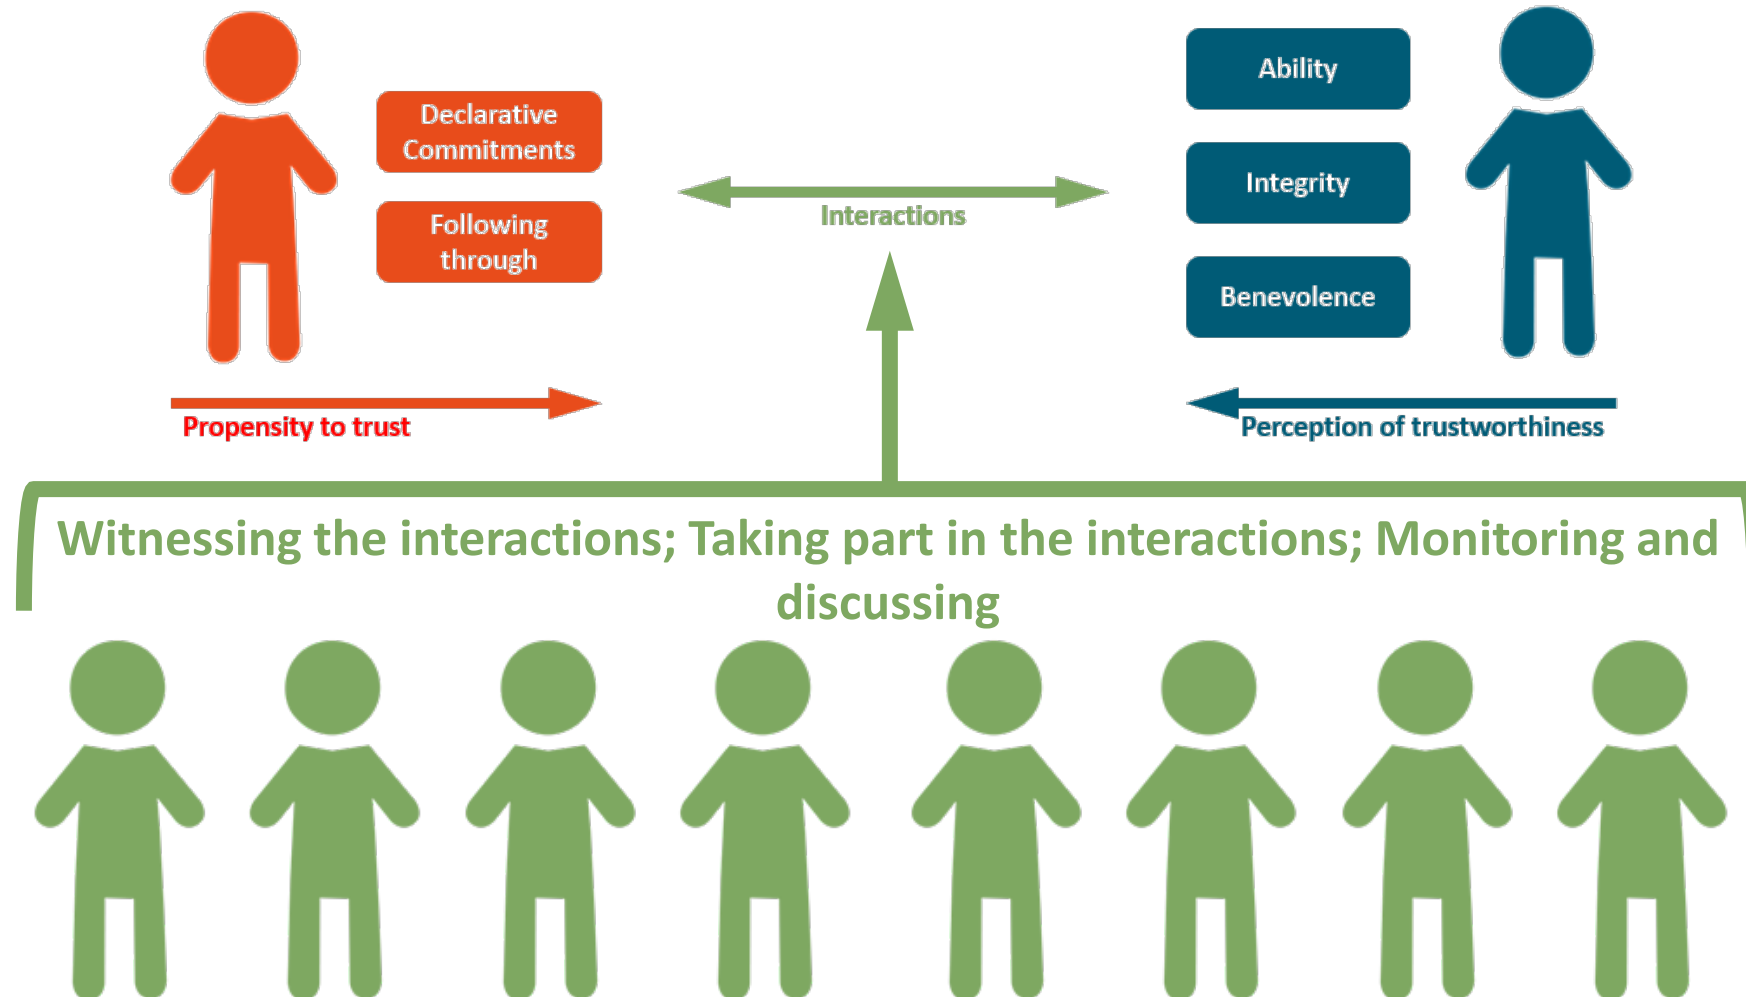 Declarative
Commitments
Following
through
Propensity to trust
Interactions
Ability
Integrity
Benevolence
Perception of trustworthiness
Witnessing the interactions; Taking part in the interactions; Monitoring and
discussing